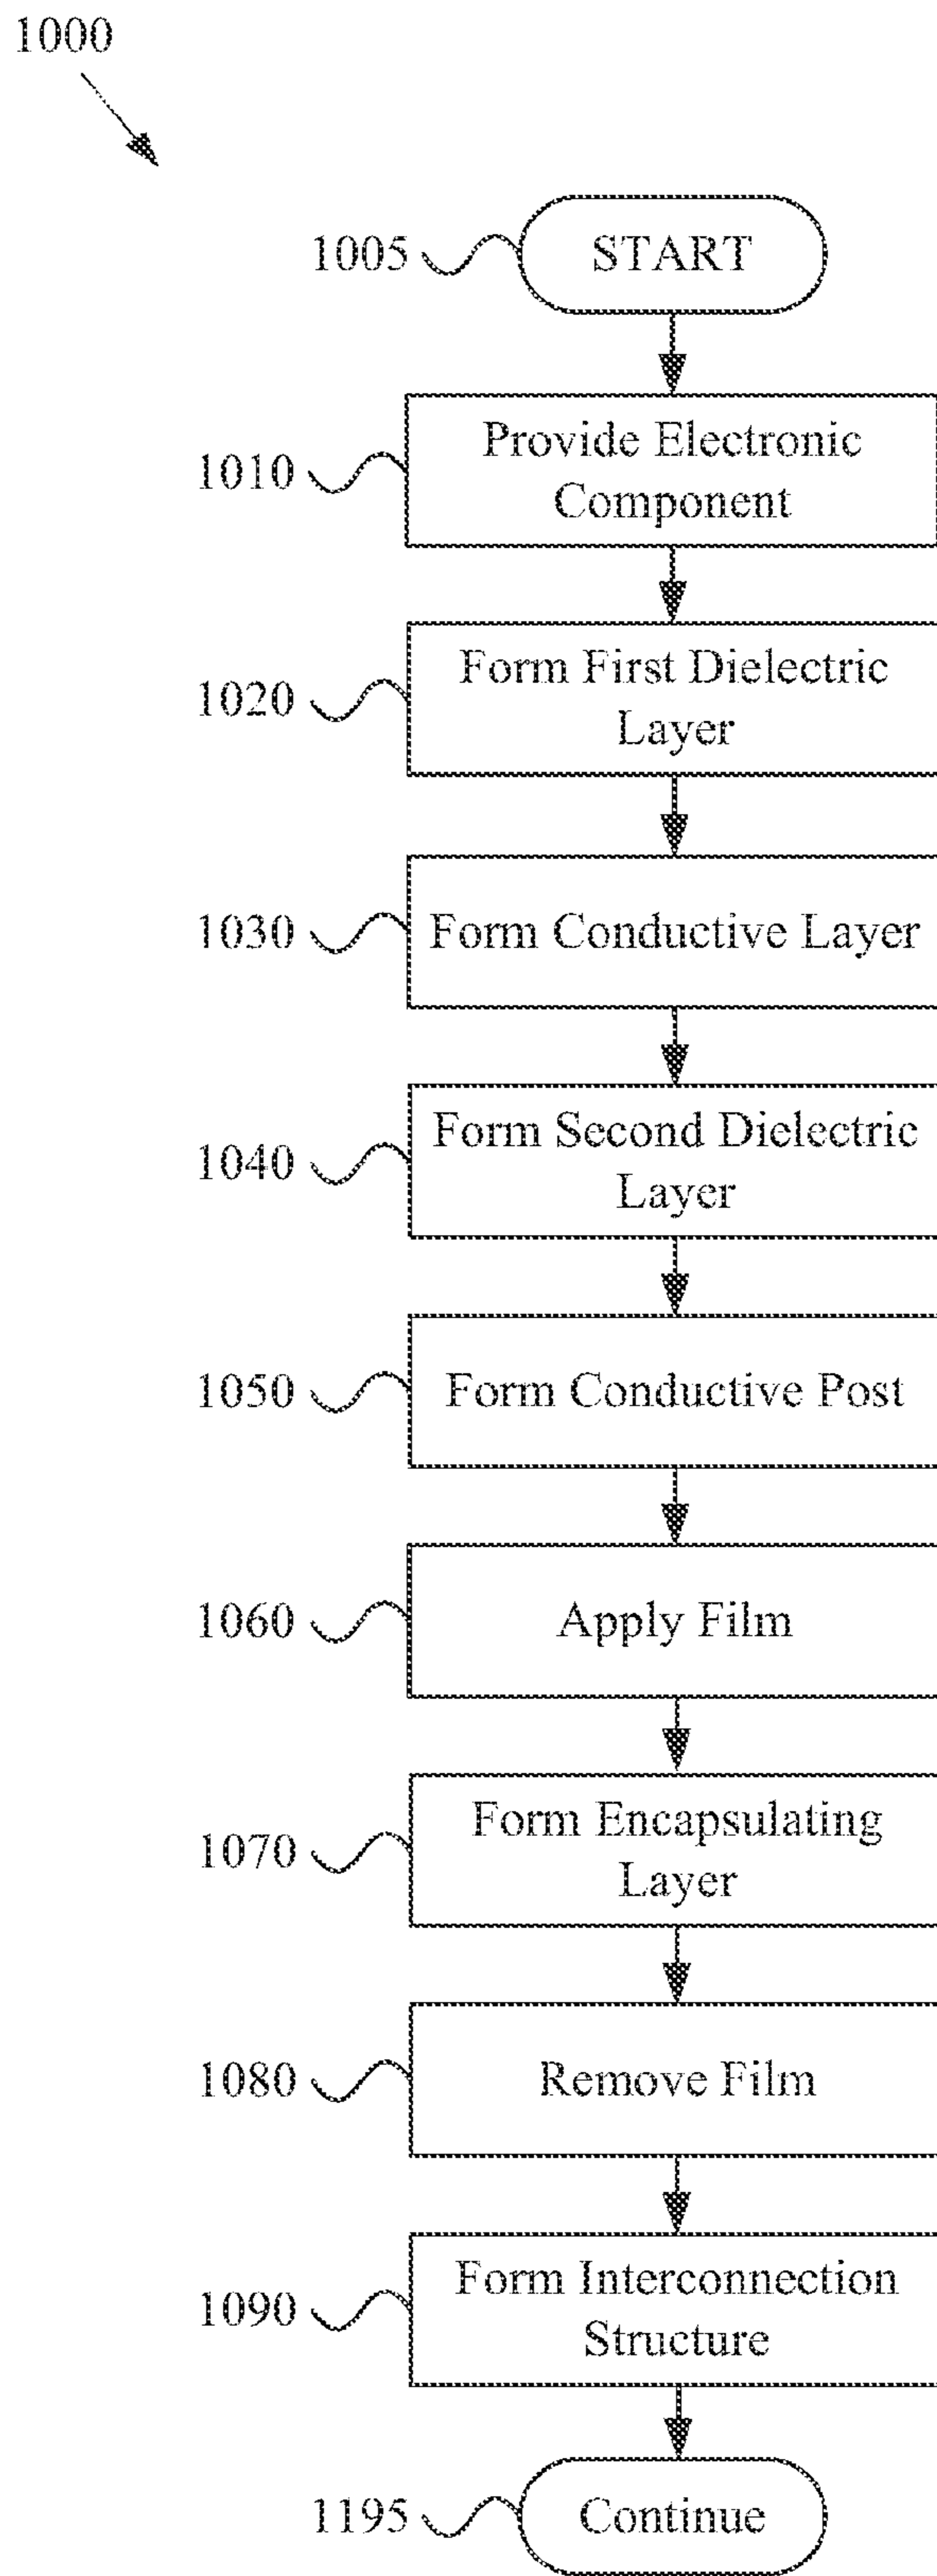 1000
1005 START
1010 Provide Electronic
Component
1020 Form First Dielectric
Layer
1030 Form Conductive Layer
1040 Form Second Dielectric
Layer
1050 Form Conductive Post
1060 Apply Film
1070 Form Encapsulating
Layer
1080 Remove Film
1090 Form Interconnection
Structure
1195 Continue